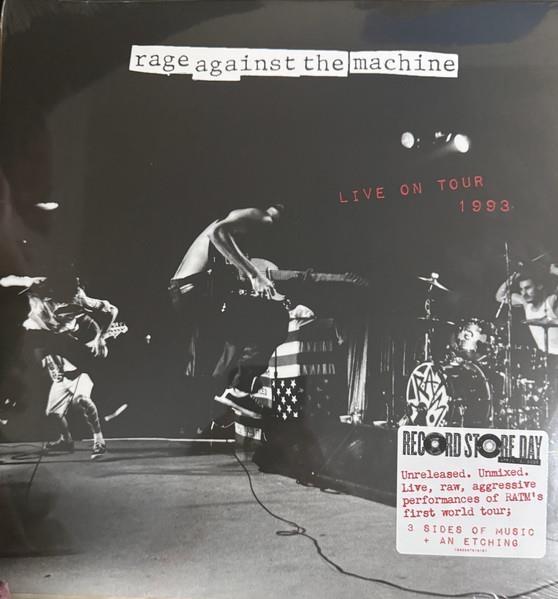 rage against the machine
LIVE ON TOUR
1993
RECORD STORE DAY
Unreleased. Unmixed.
Live, raw, aggressive
performances of RATM's
first world tour;
3 SIDES OF MUSIC
+ AN ETCHING